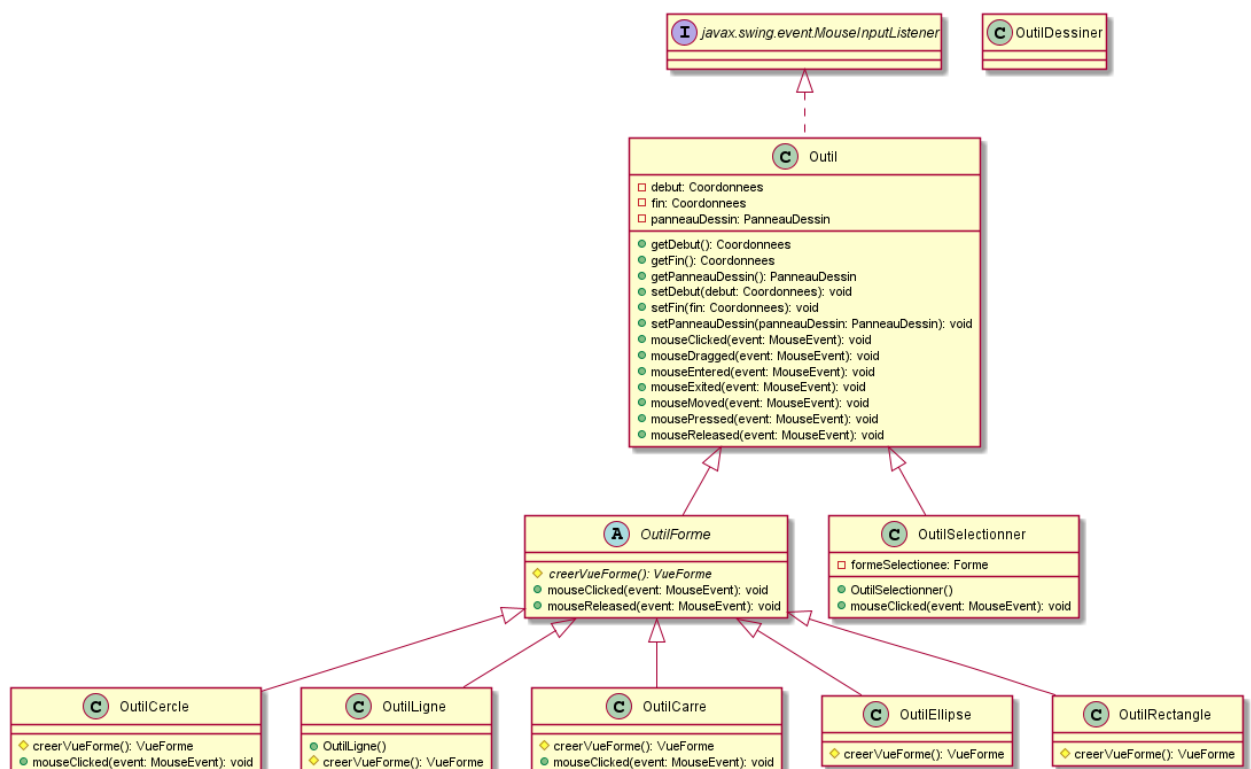 I javax.swing.event.MouseInputListener
C OutilDessiner
C Outil
debut: Coordonnees
fin: Coordonnees
panneauDessin: PanneauDessin
getDebut(): Coordonnees
getFin(): Coordonnees
getPanneauDessin(): PanneauDessin
setDebut(debut: Coordonnees): void
setFin(fin: Coordonnees): void
setPanneauDessin(panneauDessin: PanneauDessin): void
mouseClicked(event: MouseEvent): void
mouseDragged(event: MouseEvent): void
mouseEntered(event: MouseEvent): void
mouseExited(event: MouseEvent): void
mouseMoved(event: MouseEvent): void
mousePressed(event: MouseEvent): void
mouseReleased(event: MouseEvent): void
A OutilForme
creerVueForme(): VueForme
mouseClicked(event: MouseEvent): void
mouseReleased(event: MouseEvent): void
C OutilSelectionner
formeSelectionee: Forme
OutilSelectionner()
mouseClicked(event: MouseEvent): void
C OutilCercle
creerVueForme(): VueForme
mouseClicked(event: MouseEvent): void
C OutilLigne
OutilLigne()
creerVueForme(): VueForme
C OutilCarre
creerVueForme(): VueForme
mouseClicked(event: MouseEvent): void
C OutilEllipse
creerVueForme(): VueForme
C OutilRectangle
creerVueForme(): VueForme